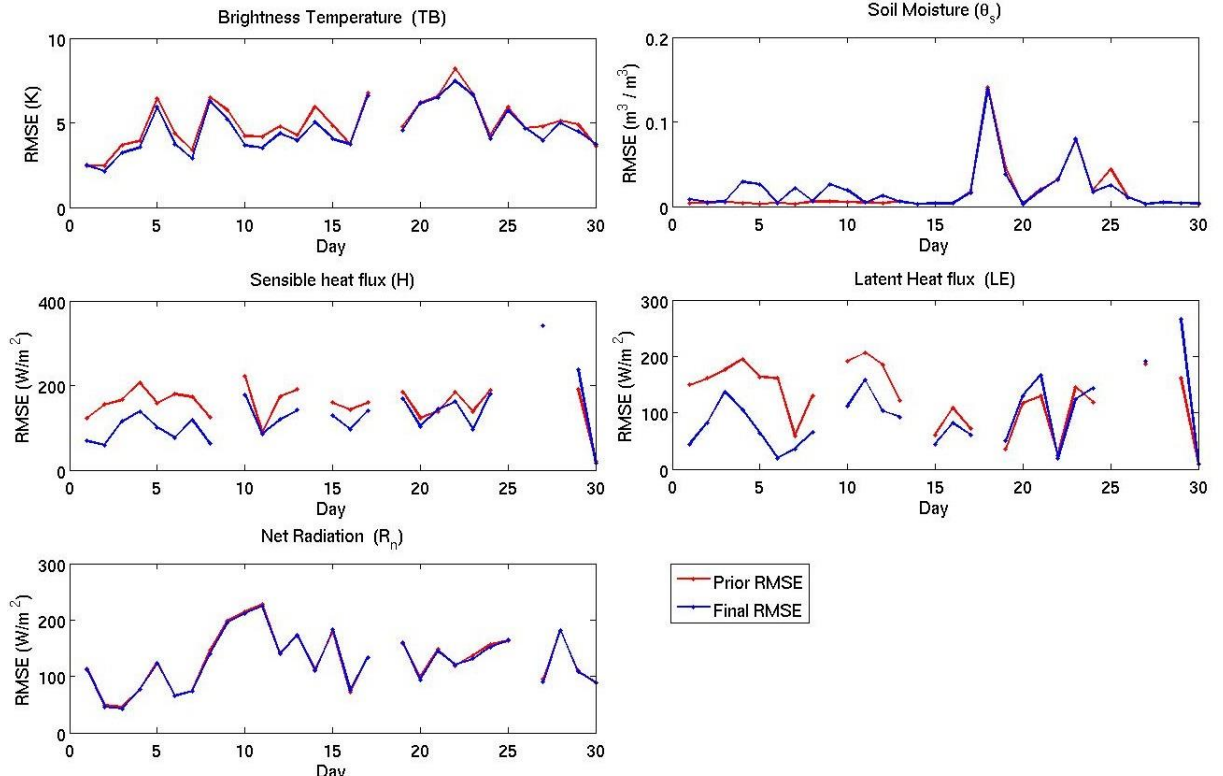 Brightness Temperature (TB)
RMSE (K)
10
5
0
0 5 10 15 20 25 30
Day
Soil Moisture (θs)
RMSE (m3 / m3)
0.2
0.1
0
0 5 10 15 20 25 30
Day
Sensible heat flux (H)
RMSE (W/m2)
400
200
0
0 5 10 15 20 25 30
Day
Latent Heat flux (LE)
RMSE (W/m2)
300
200
100
0
0 5 10 15 20 25 30
Day
Net Radiation (Rn)
RMSE (W/m2)
300
200
100
0
0 5 10 15 20 25 30
Day
Prior RMSE
Final RMSE